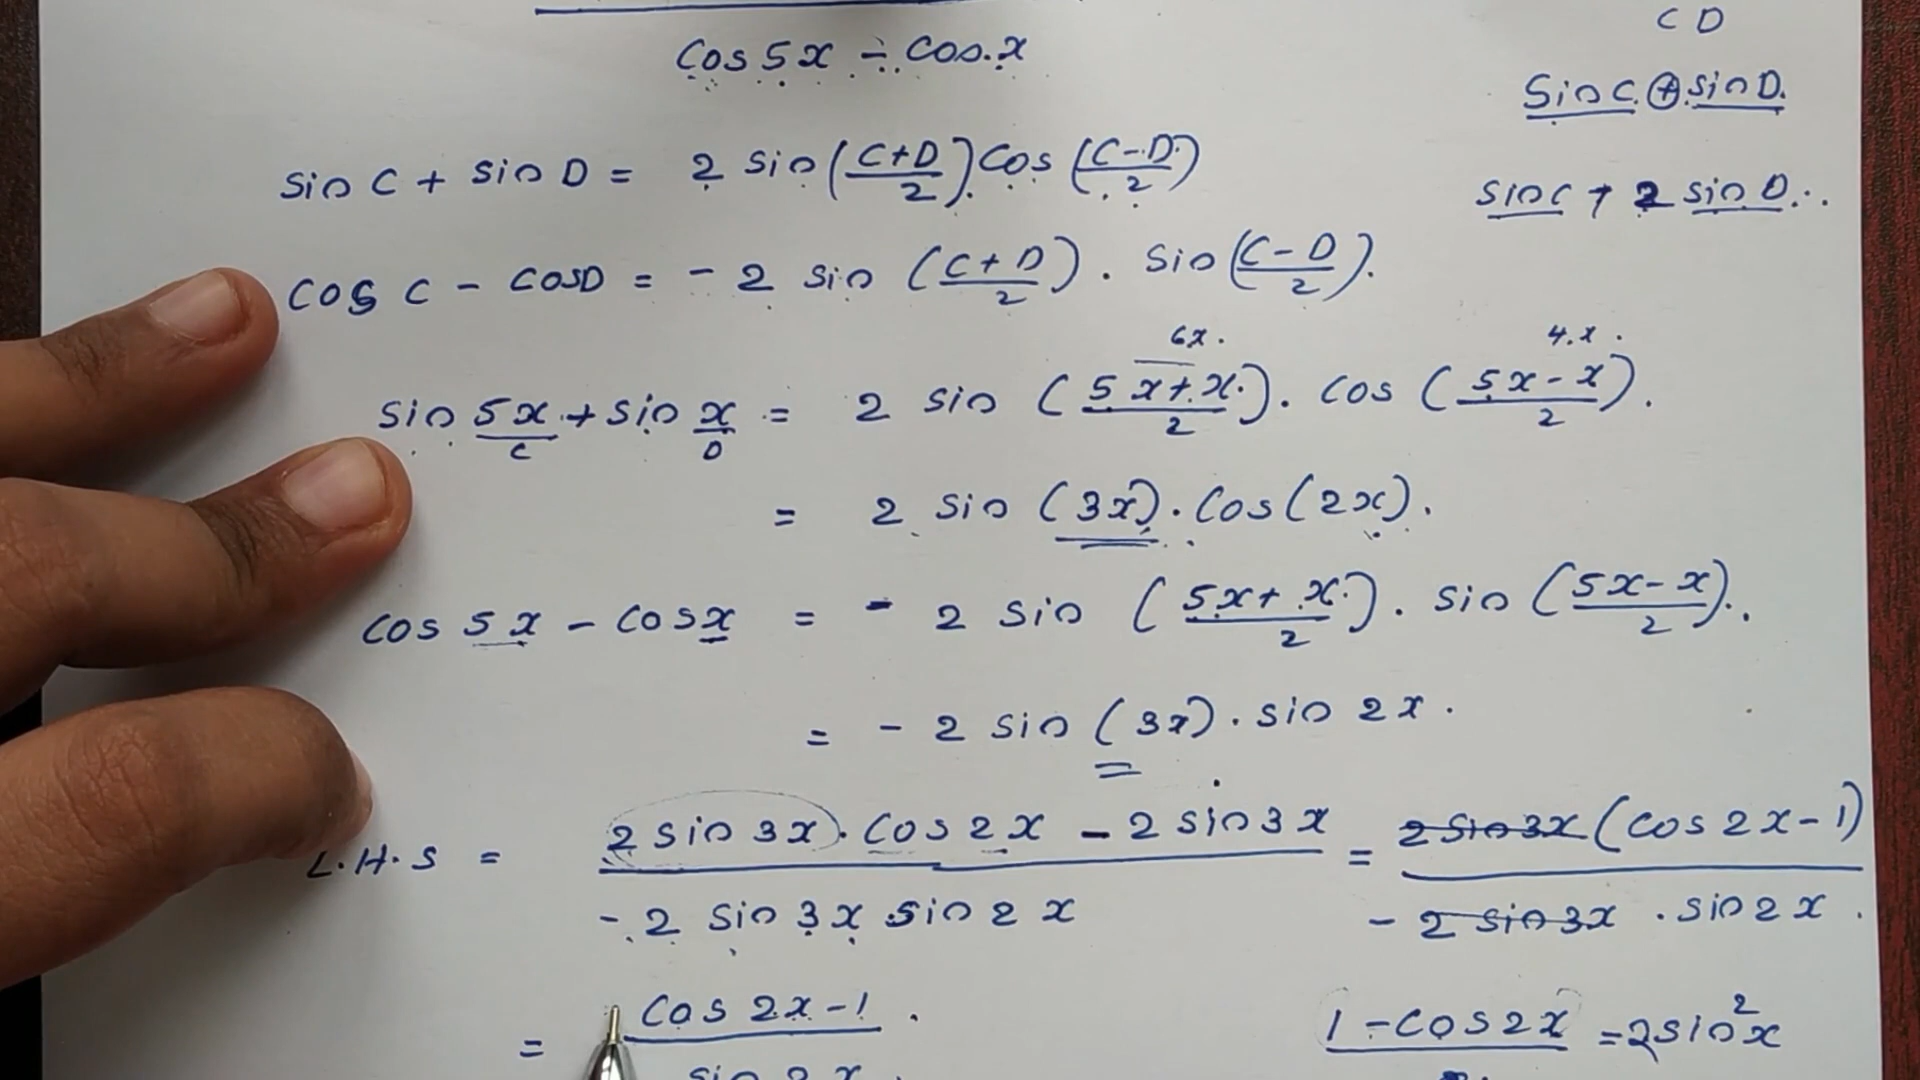 cos 5x - cos.x
C D
sin C + sin D.
sin C + sin D = 2 sin (C+D/2) cos (C-D/2)
sin C + 2 sin D..
cos C - cos D = - 2 sin (C+D/2) . sin (C-D/2).
6x. 4.x.
sin 5x + sin x = 2 sin (5x+x/2). cos (5x-x/2).
C D
= 2 sin (3x). cos (2x).
cos 5x - cos x = - 2 sin (5x+x/2). sin (5x-x/2).
= - 2 sin (3x). sin 2x.
L.H.S = 2 sin 3x. cos 2x - 2 sin 3x / - 2 sin 3x sin 2x = 2 sin 3x (cos 2x - 1) / - 2 sin 3x . sin 2x.
= cos 2x - 1 / sin 2x.
1 - cos 2x = 2 sin² x